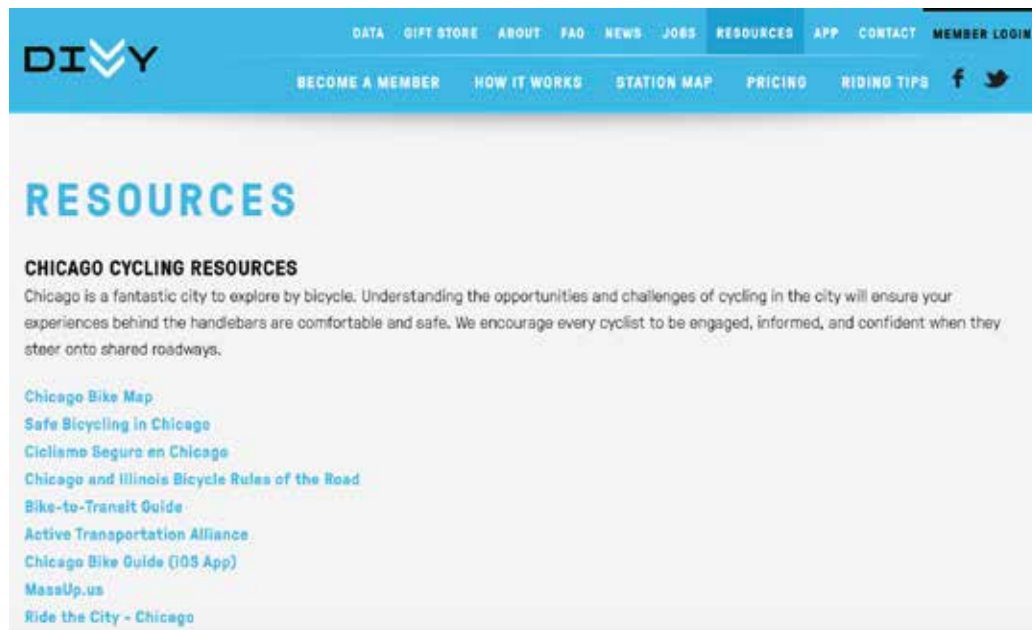 DIVVY
DATA GIFT STORE ABOUT FAQ NEWS JOBS RESOURCES APP CONTACT MEMBER LOGIN
BECOME A MEMBER HOW IT WORKS STATION MAP PRICING RIDING TIPS
RESOURCES
CHICAGO CYCLING RESOURCES
Chicago is a fantastic city to explore by bicycle. Understanding the opportunities and challenges of cycling in the city will ensure your
experiences behind the handlebars are comfortable and safe. We encourage every cyclist to be engaged, informed, and confident when they
steer onto shared roadways.
Chicago Bike Map
Safe Bicycling in Chicago
Ciclismo Seguro en Chicago
Chicago and Illinois Bicycle Rules of the Road
Bike-to-Transit Guide
Active Transportation Alliance
Chicago Bike Guide (iOS App)
MassUp.us
Ride the City - Chicago